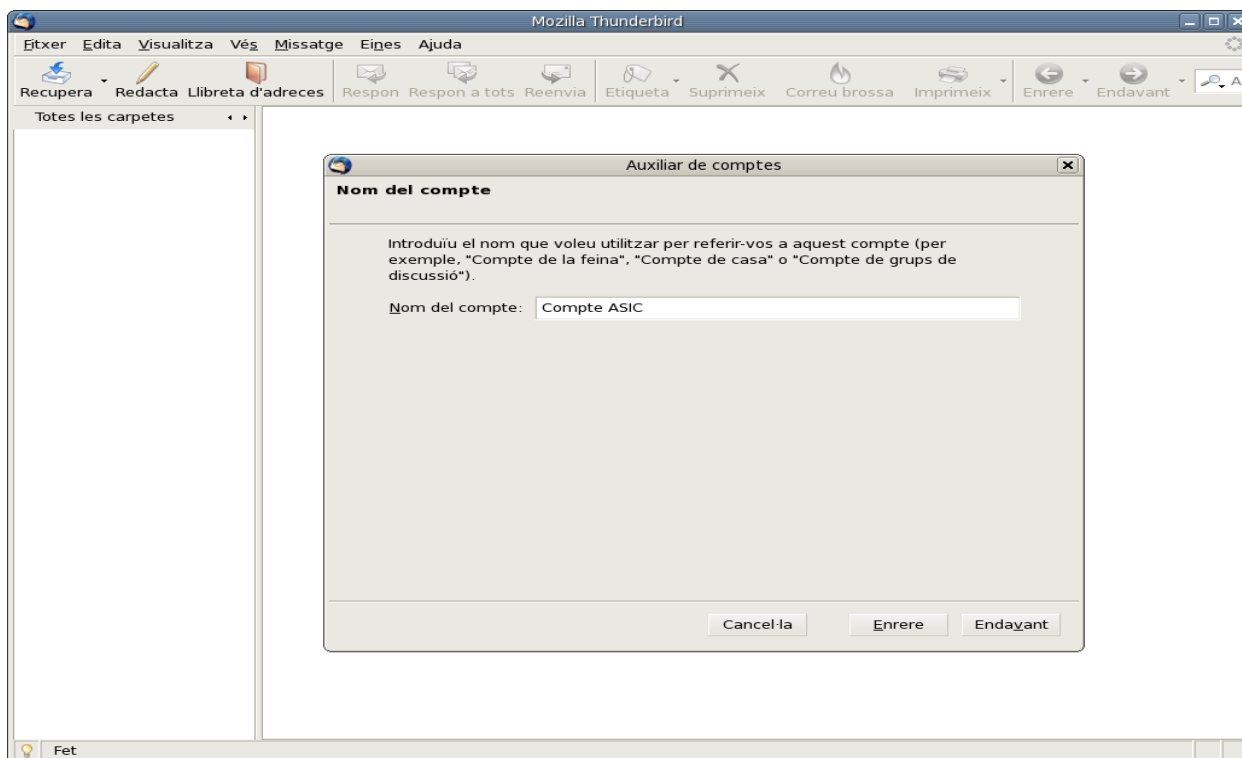 Mozilla Thunderbird
Fitxer Edita Visualitza Vés Missatge Eines Ajuda
Recupera Redacta Llibreta d'adreces Respon Respon a tots Reenvia Etiqueta Suprimeix Correu brossa Imprimeix Enrere Endavant A
Totes les carpetes
Auxiliar de comptes
Nom del compte
Introduïu el nom que voleu utilitzar per referir-vos a aquest compte (per
exemple, "Compte de la feina", "Compte de casa" o "Compte de grups de
discussió").
Nom del compte: Compte ASIC
Cancel·la Enrere Endavant
Fet